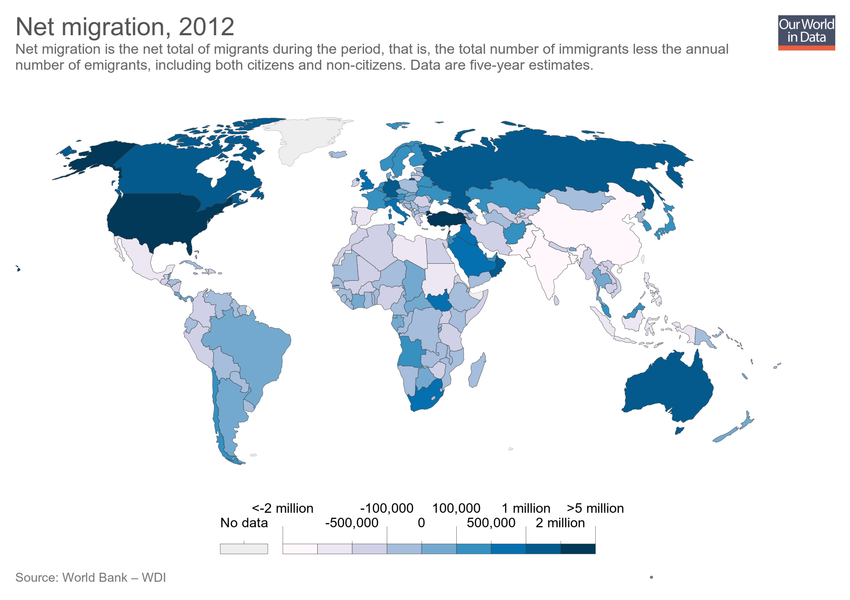 Net migration, 2012
Our World
in Data
Net migration is the net total of migrants during the period, that is, the total number of immigrants less the annual
number of emigrants, including both citizens and non-citizens. Data are five-year estimates.
<-2 million -100,000 100,000 1 million >5 million
No data -500,000 0 500,000 2 million
Source: World Bank – WDI